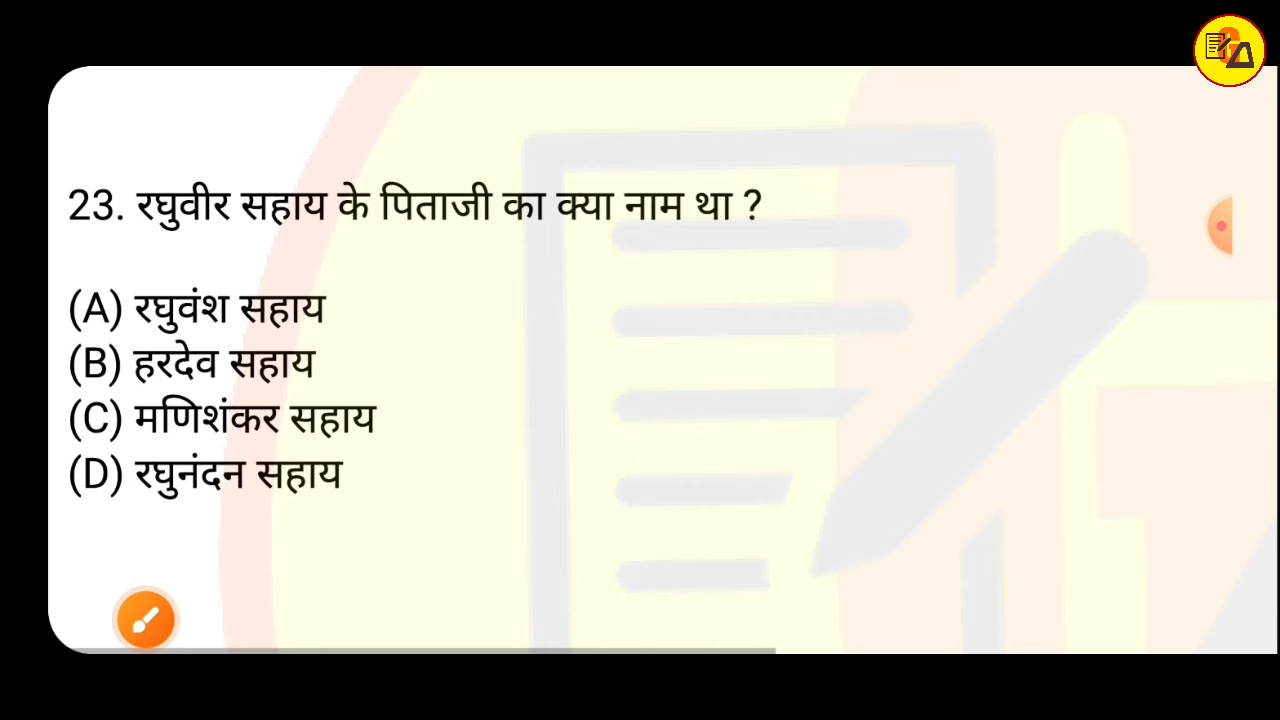 23. रघुवीर सहाय के पिताजी का क्या नाम था ?
(A) रघुवंश सहाय
(B) हरदेव सहाय
(C) मणिशंकर सहाय
(D) रघुनंदन सहाय